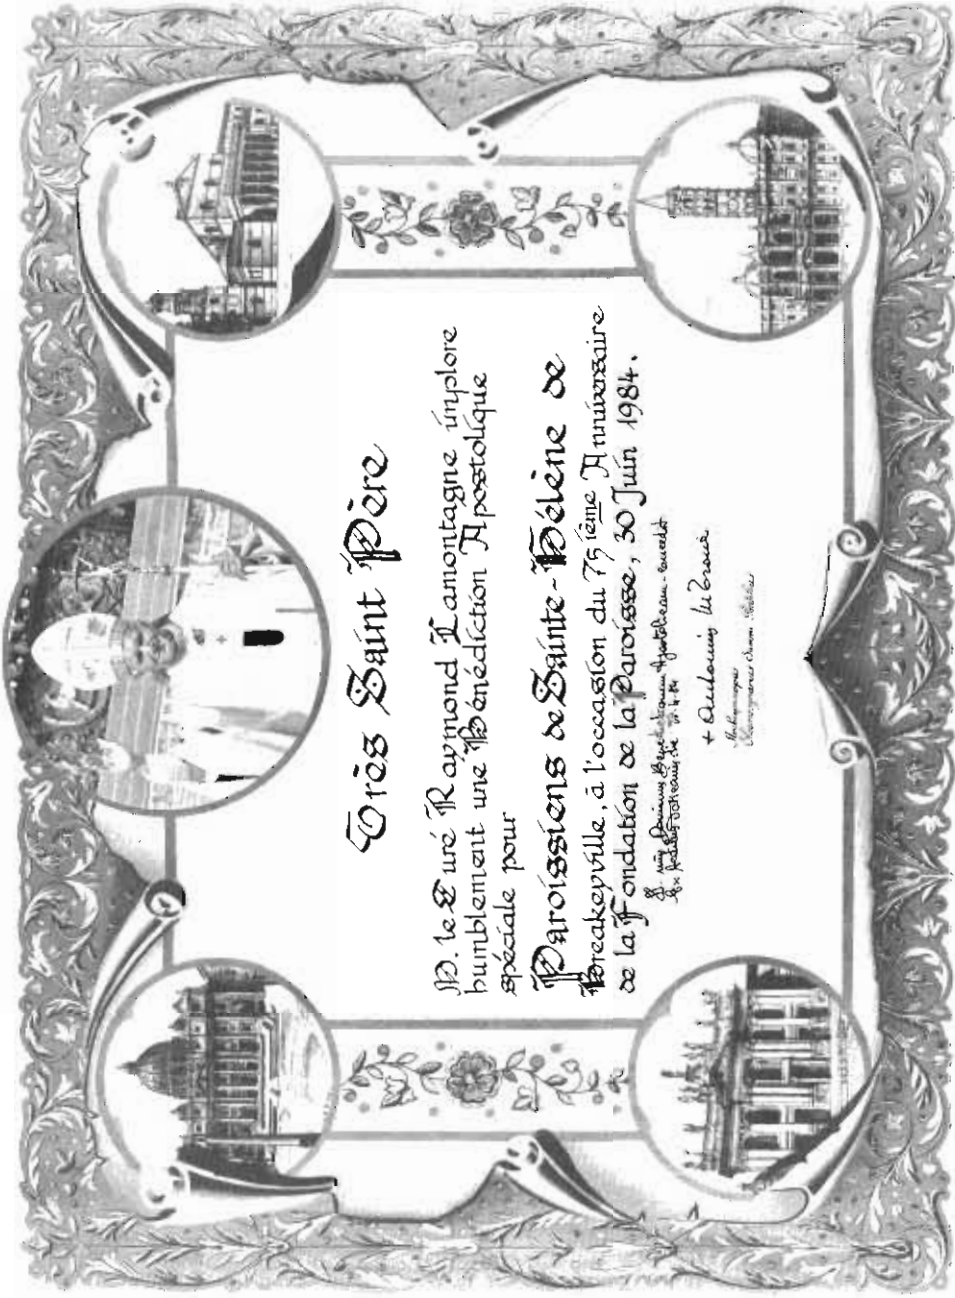 Très Saint Père
M. le Curé Raymond Lamontagne implore
humblement une Bénédiction Apostolique
spéciale pour
Paroissiens de Sainte-Hélène de
Breakeyville, à l'occasion du 75ième Anniversaire
de la Fondation de la Paroisse, 30 Juin 1984.
+ Antonius